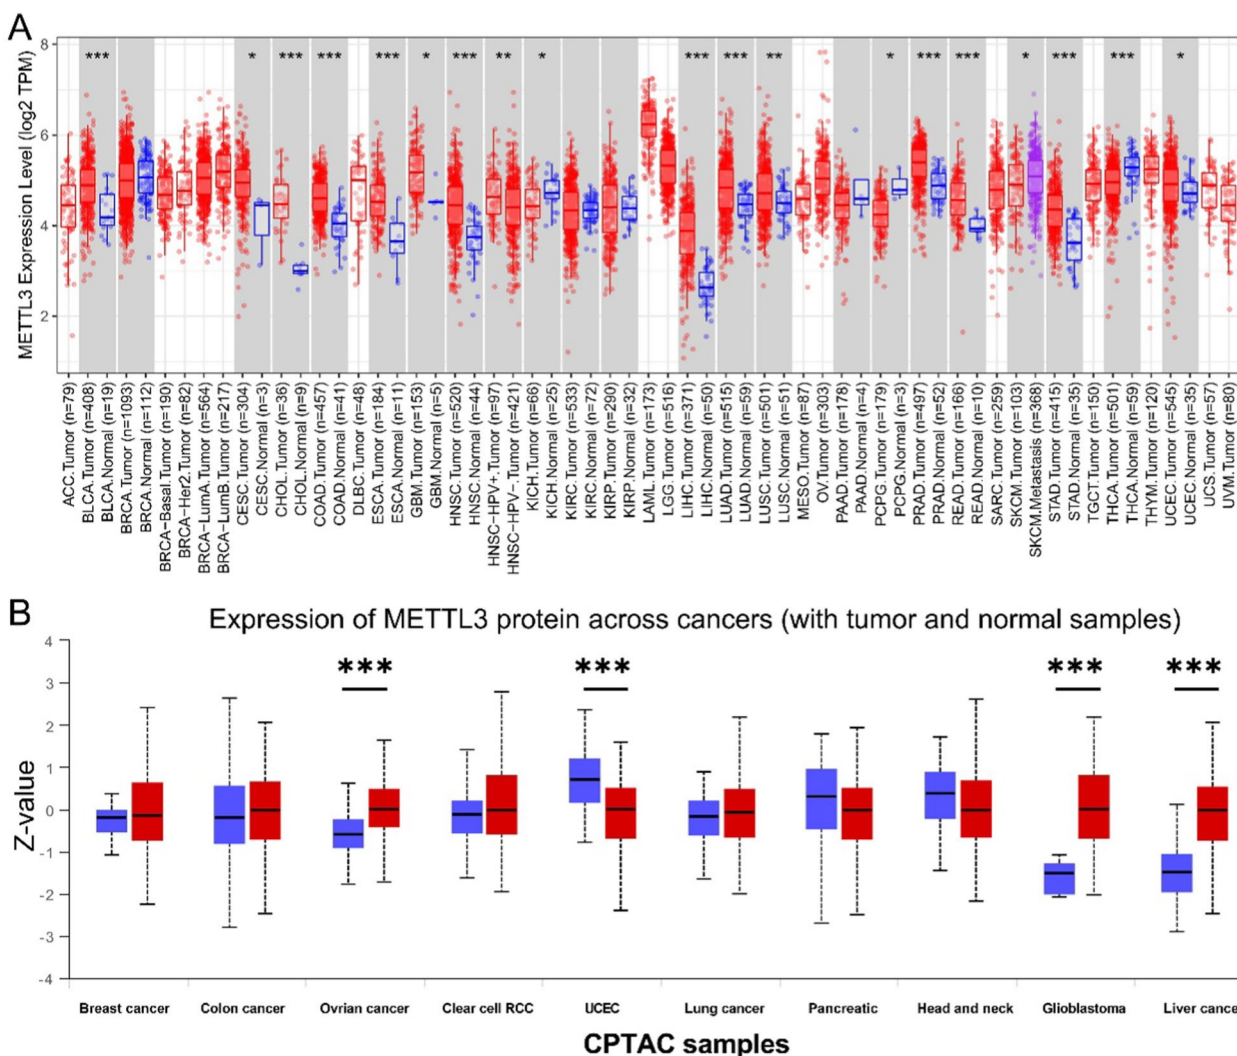 A
8
*** * *** *** *** * *** ** * *** *** ** * *** *** * *** *** *
6
4
2
METTL3 Expression Level (log2 TPM)
ACC.Tumor (n=79)
BLCA.Tumor (n=408)
BLCA.Normal (n=19)
BRCA.Tumor (n=1093)
BRCA.Normal (n=112)
BRCA-Basal.Tumor (n=190)
BRCA-Her2.Tumor (n=82)
BRCA-LumA.Tumor (n=564)
BRCA-LumB.Tumor (n=217)
CESC.Tumor (n=304)
CESC.Normal (n=3)
CHOL.Tumor (n=36)
CHOL.Normal (n=9)
COAD.Tumor (n=457)
COAD.Normal (n=41)
DLBC.Tumor (n=48)
ESCA.Tumor (n=184)
ESCA.Normal (n=11)
GBM.Tumor (n=153)
GBM.Normal (n=5)
HNSC.Tumor (n=520)
HNSC.Normal (n=44)
HNSC-HPV+.Tumor (n=97)
HNSC-HPV-.Tumor (n=421)
KICH.Tumor (n=66)
KICH.Normal (n=25)
KIRC.Tumor (n=533)
KIRC.Normal (n=72)
KIRP.Tumor (n=290)
KIRP.Normal (n=32)
LAML.Tumor (n=173)
LGG.Tumor (n=516)
LIHC.Tumor (n=371)
LIHC.Normal (n=50)
LUAD.Tumor (n=515)
LUAD.Normal (n=59)
LUSC.Tumor (n=501)
LUSC.Normal (n=51)
MESO.Tumor (n=87)
OV.Tumor (n=303)
PAAD.Tumor (n=178)
PAAD.Normal (n=4)
PCPG.Tumor (n=179)
PCPG.Normal (n=3)
PRAD.Tumor (n=497)
PRAD.Normal (n=52)
READ.Tumor (n=166)
READ.Normal (n=10)
SARC.Tumor (n=259)
SKCM.Tumor (n=103)
SKCM.Metastasis (n=368)
STAD.Tumor (n=415)
STAD.Normal (n=35)
TGCT.Tumor (n=150)
THCA.Tumor (n=501)
THCA.Normal (n=59)
THYM.Tumor (n=120)
UCEC.Tumor (n=545)
UCEC.Normal (n=35)
UCS.Tumor (n=57)
UVM.Tumor (n=80)
B
Expression of METTL3 protein across cancers (with tumor and normal samples)
4
3
2
1
0
-1
-2
-3
-4
Z-value
*** *** *** ***
Breast cancer Colon cancer Ovrian cancer Clear cell RCC UCEC Lung cancer Pancreatic Head and neck Glioblastoma Liver cance
CPTAC samples